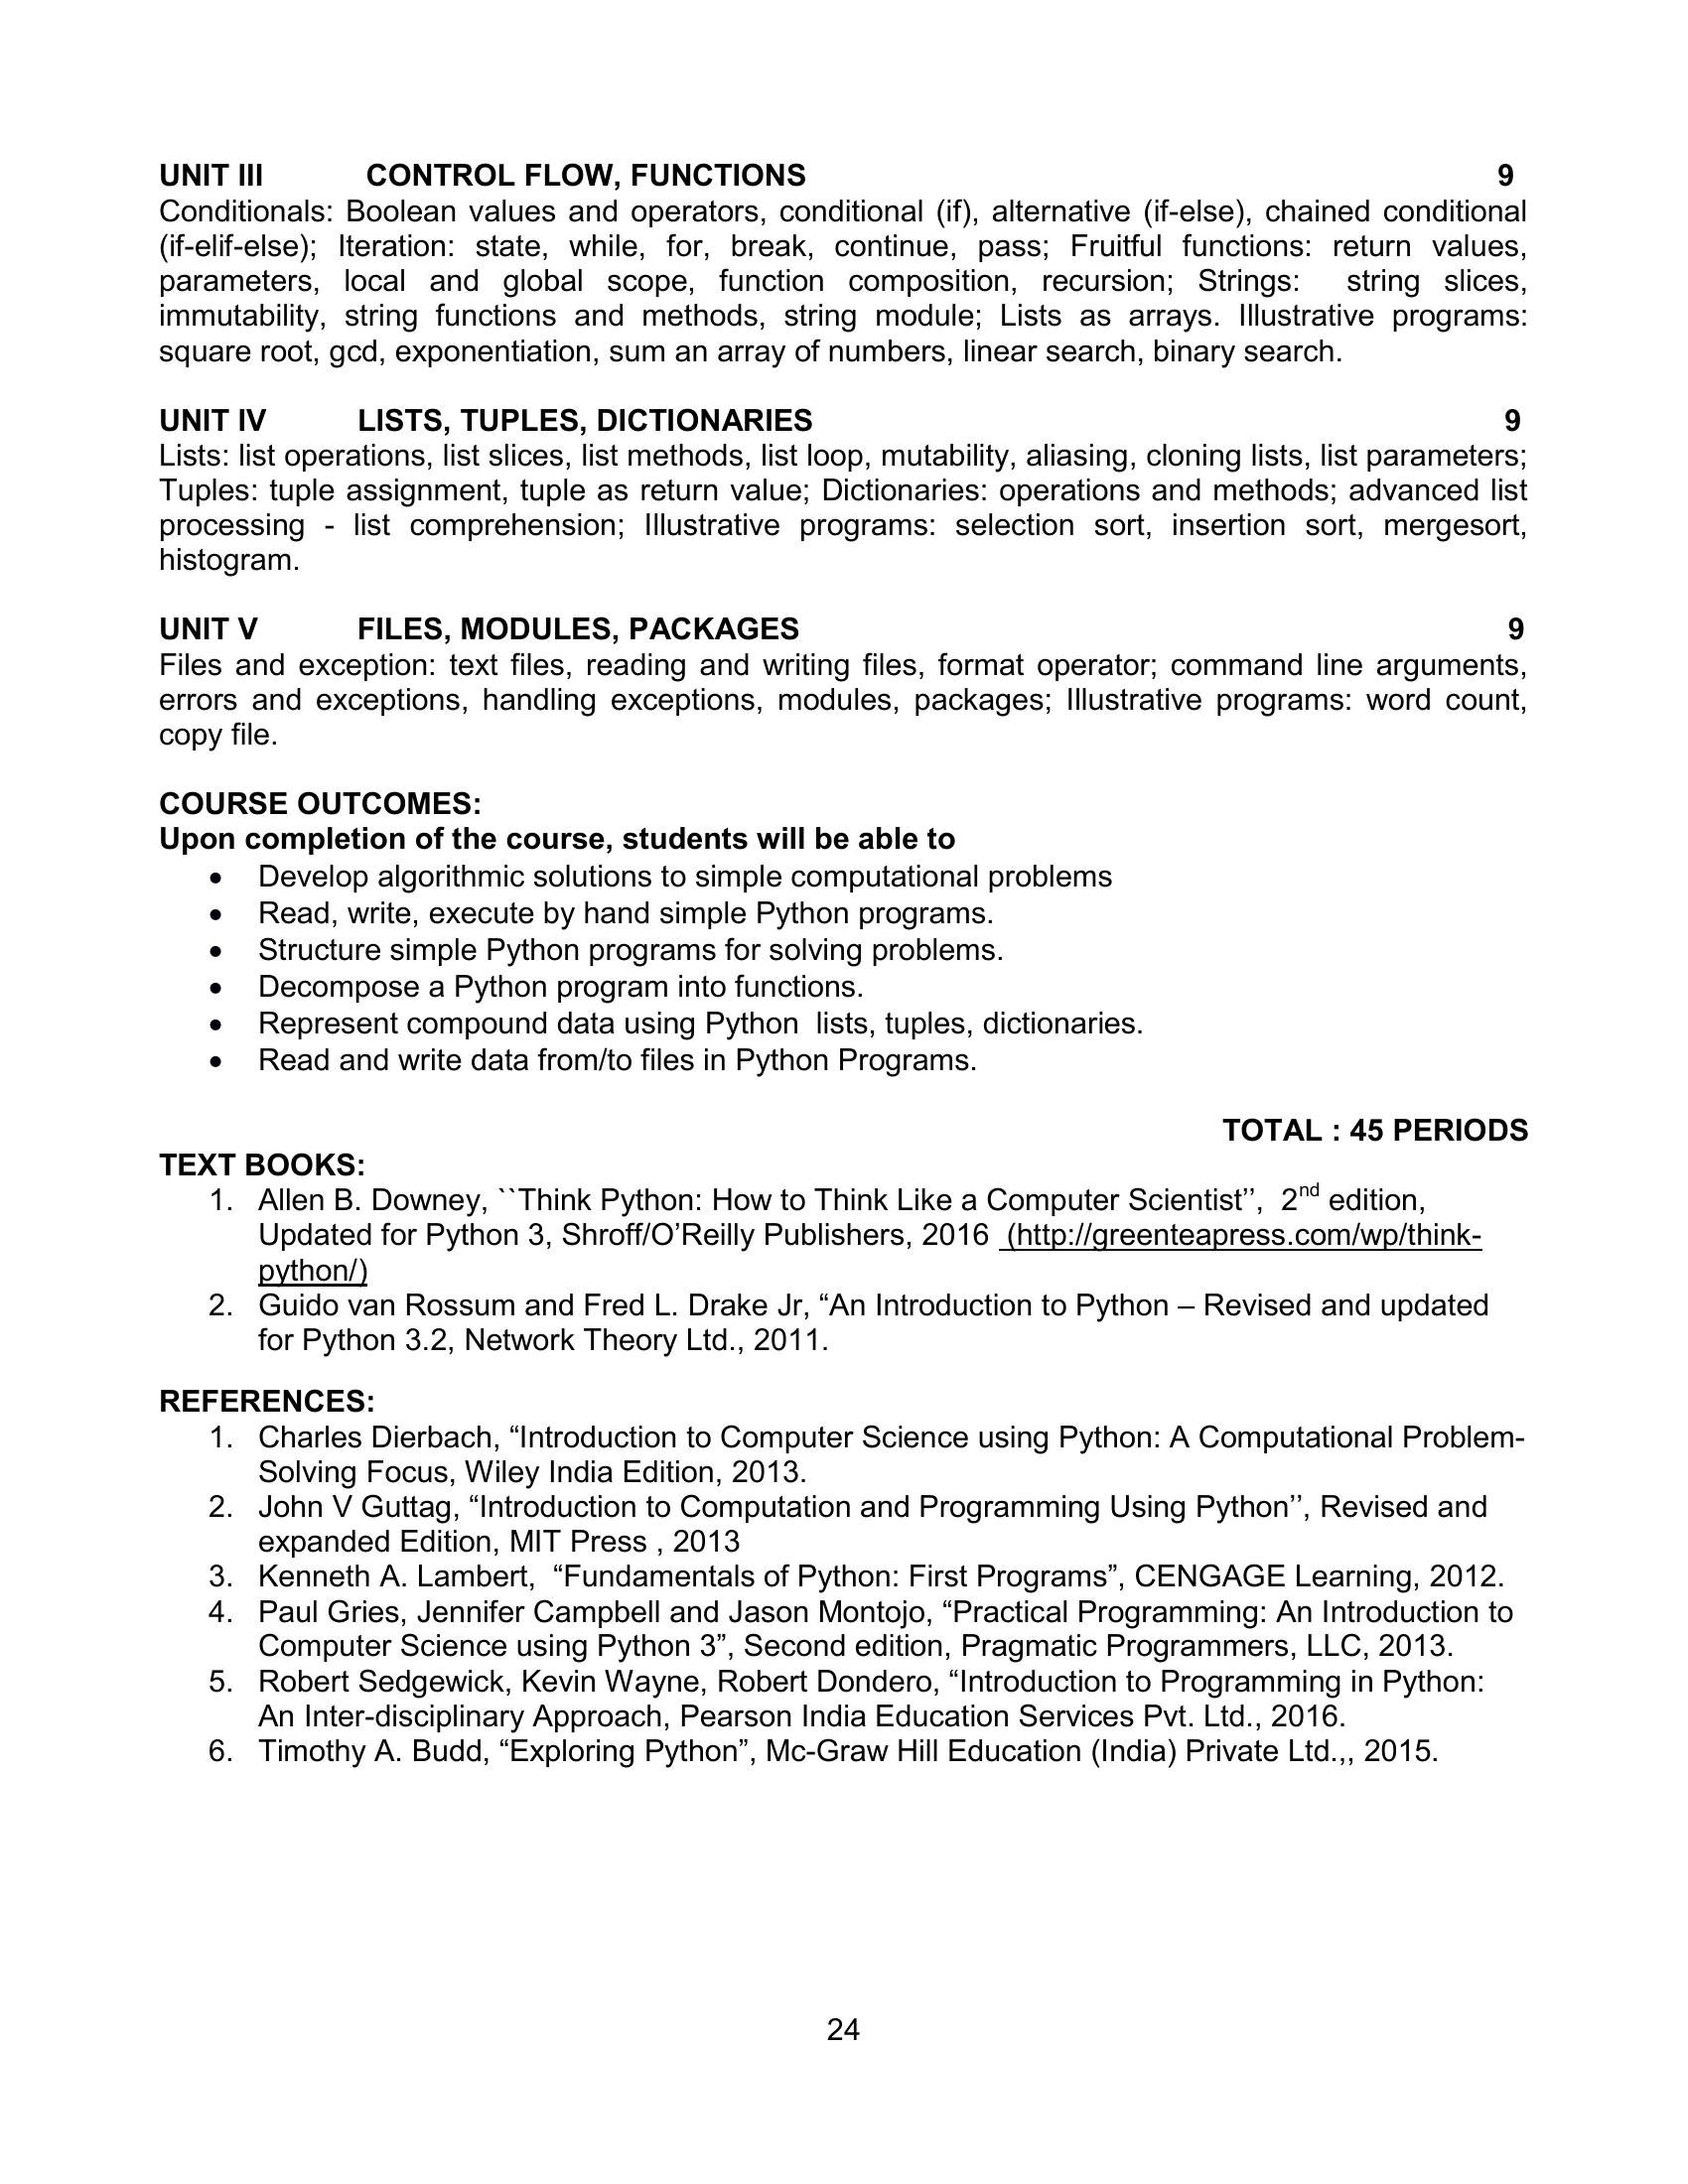 UNIT III CONTROL FLOW, FUNCTIONS 9
Conditionals: Boolean values and operators, conditional (if), alternative (if-else), chained conditional
(if-elif-else); Iteration: state, while, for, break, continue, pass; Fruitful functions: return values,
parameters, local and global scope, function composition, recursion; Strings: string slices,
immutability, string functions and methods, string module; Lists as arrays. Illustrative programs:
square root, gcd, exponentiation, sum an array of numbers, linear search, binary search.
UNIT IV LISTS, TUPLES, DICTIONARIES 9
Lists: list operations, list slices, list methods, list loop, mutability, aliasing, cloning lists, list parameters;
Tuples: tuple assignment, tuple as return value; Dictionaries: operations and methods; advanced list
processing - list comprehension; Illustrative programs: selection sort, insertion sort, mergesort,
histogram.
UNIT V FILES, MODULES, PACKAGES 9
Files and exception: text files, reading and writing files, format operator; command line arguments,
errors and exceptions, handling exceptions, modules, packages; Illustrative programs: word count,
copy file.
COURSE OUTCOMES:
Upon completion of the course, students will be able to
• Develop algorithmic solutions to simple computational problems
• Read, write, execute by hand simple Python programs.
• Structure simple Python programs for solving problems.
• Decompose a Python program into functions.
• Represent compound data using Python lists, tuples, dictionaries.
• Read and write data from/to files in Python Programs.
TOTAL : 45 PERIODS
TEXT BOOKS:
1. Allen B. Downey, ``Think Python: How to Think Like a Computer Scientist’’, 2nd edition,
Updated for Python 3, Shroff/O’Reilly Publishers, 2016 (http://greenteapress.com/wp/think-
python/)
2. Guido van Rossum and Fred L. Drake Jr, “An Introduction to Python – Revised and updated
for Python 3.2, Network Theory Ltd., 2011.
REFERENCES:
1. Charles Dierbach, “Introduction to Computer Science using Python: A Computational Problem-
Solving Focus, Wiley India Edition, 2013.
2. John V Guttag, “Introduction to Computation and Programming Using Python’’, Revised and
expanded Edition, MIT Press , 2013
3. Kenneth A. Lambert, “Fundamentals of Python: First Programs”, CENGAGE Learning, 2012.
4. Paul Gries, Jennifer Campbell and Jason Montojo, “Practical Programming: An Introduction to
Computer Science using Python 3”, Second edition, Pragmatic Programmers, LLC, 2013.
5. Robert Sedgewick, Kevin Wayne, Robert Dondero, “Introduction to Programming in Python:
An Inter-disciplinary Approach, Pearson India Education Services Pvt. Ltd., 2016.
6. Timothy A. Budd, “Exploring Python”, Mc-Graw Hill Education (India) Private Ltd.,, 2015.
24